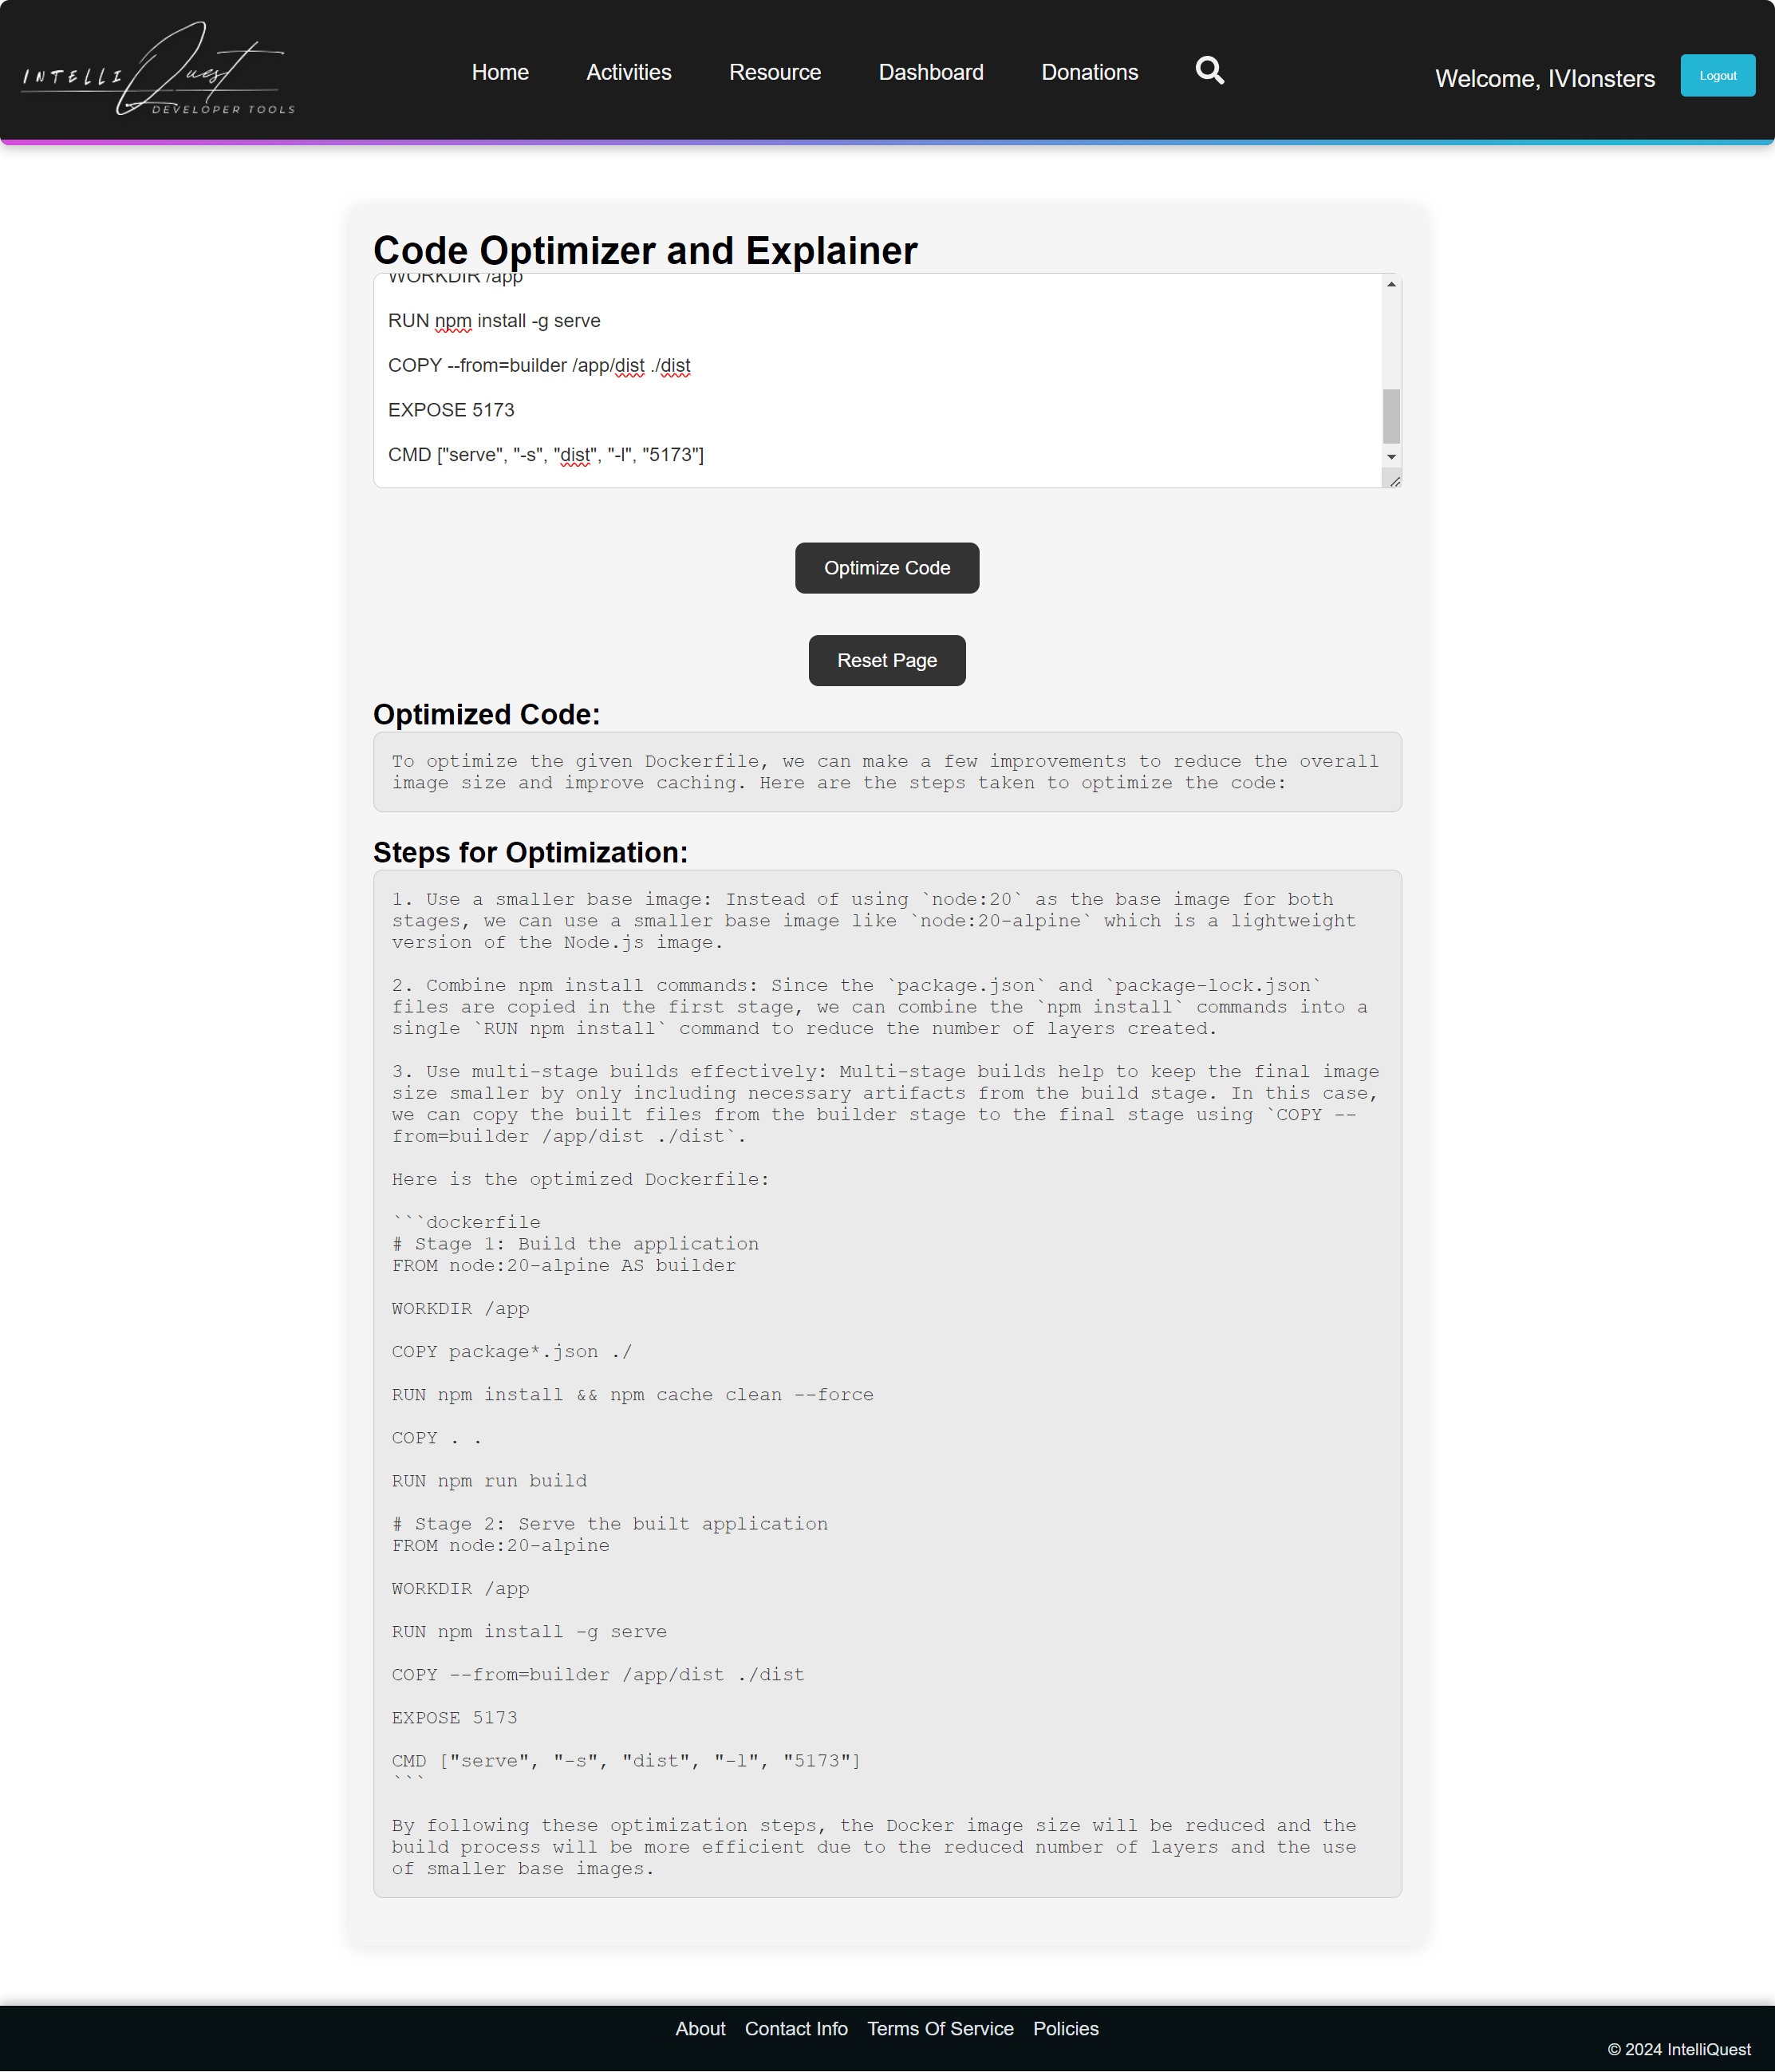 INTELLI Quest
DEVELOPER TOOLS
Home Activities Resource Dashboard Donations
Welcome, IVIonsters
Logout
Code Optimizer and Explainer
WORKDIR /app
RUN npm install -g serve
COPY --from=builder /app/dist ./dist
EXPOSE 5173
CMD ["serve", "-s", "dist", "-l", "5173"]
Optimize Code
Reset Page
Optimized Code:
To optimize the given Dockerfile, we can make a few improvements to reduce the overall
image size and improve caching. Here are the steps taken to optimize the code:
Steps for Optimization:
1. Use a smaller base image: Instead of using `node:20` as the base image for both
stages, we can use a smaller base image like `node:20-alpine` which is a lightweight
version of the Node.js image.
2. Combine npm install commands: Since the `package.json` and `package-lock.json`
files are copied in the first stage, we can combine the `npm install` commands into a
single `RUN npm install` command to reduce the number of layers created.
3. Use multi-stage builds effectively: Multi-stage builds help to keep the final image
size smaller by only including necessary artifacts from the build stage. In this case,
we can copy the built files from the builder stage to the final stage using `COPY --
from=builder /app/dist ./dist`.
Here is the optimized Dockerfile:
```dockerfile
# Stage 1: Build the application
FROM node:20-alpine AS builder
WORKDIR /app
COPY package*.json ./
RUN npm install && npm cache clean --force
COPY . .
RUN npm run build
# Stage 2: Serve the built application
FROM node:20-alpine
WORKDIR /app
RUN npm install -g serve
COPY --from=builder /app/dist ./dist
EXPOSE 5173
CMD ["serve", "-s", "dist", "-l", "5173"]
```
By following these optimization steps, the Docker image size will be reduced and the
build process will be more efficient due to the reduced number of layers and the use
of smaller base images.
About Contact Info Terms Of Service Policies
© 2024 IntelliQuest